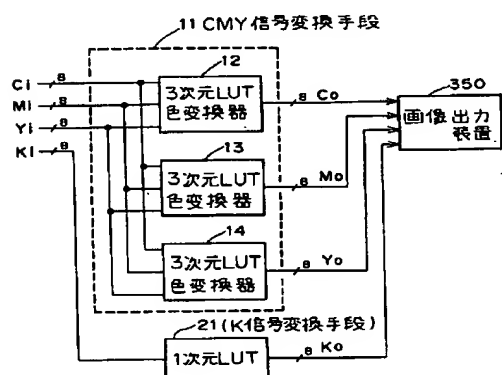 11 CMY信号変換手段
12
3次元LUT
色変換器
Ci 8
Mi 8
Yi 8
Ki 8
8 Co
350
画像出力
装置
13
3次元LUT
色変換器
8 Mo
14
3次元LUT
色変換器
8 Yo
21(K信号変換手段)
1次元LUT
8 Ko